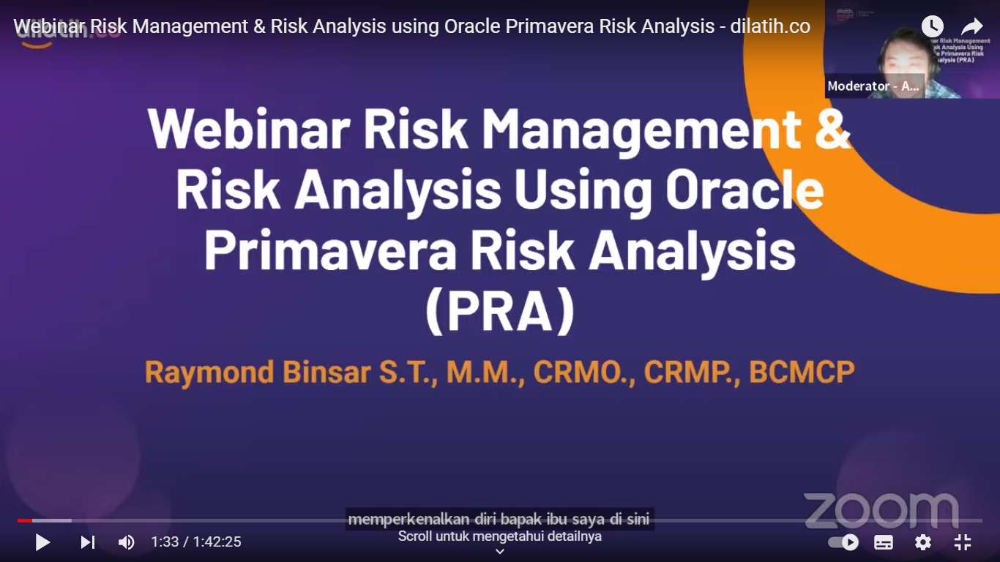 Webinar Risk Management & Risk Analysis using Oracle Primavera Risk Analysis - dilatih.co
dilatih.co
Moderator - A...
Webinar Risk Management &
Risk Analysis Using Oracle
Primavera Risk Analysis
(PRA)
Raymond Binsar S.T., M.M., CRMO., CRMP., BCMCP
zoom
memperkenalkan diri bapak ibu saya di sini
Scroll untuk mengetahui detailnya
1:33 / 1:42:25